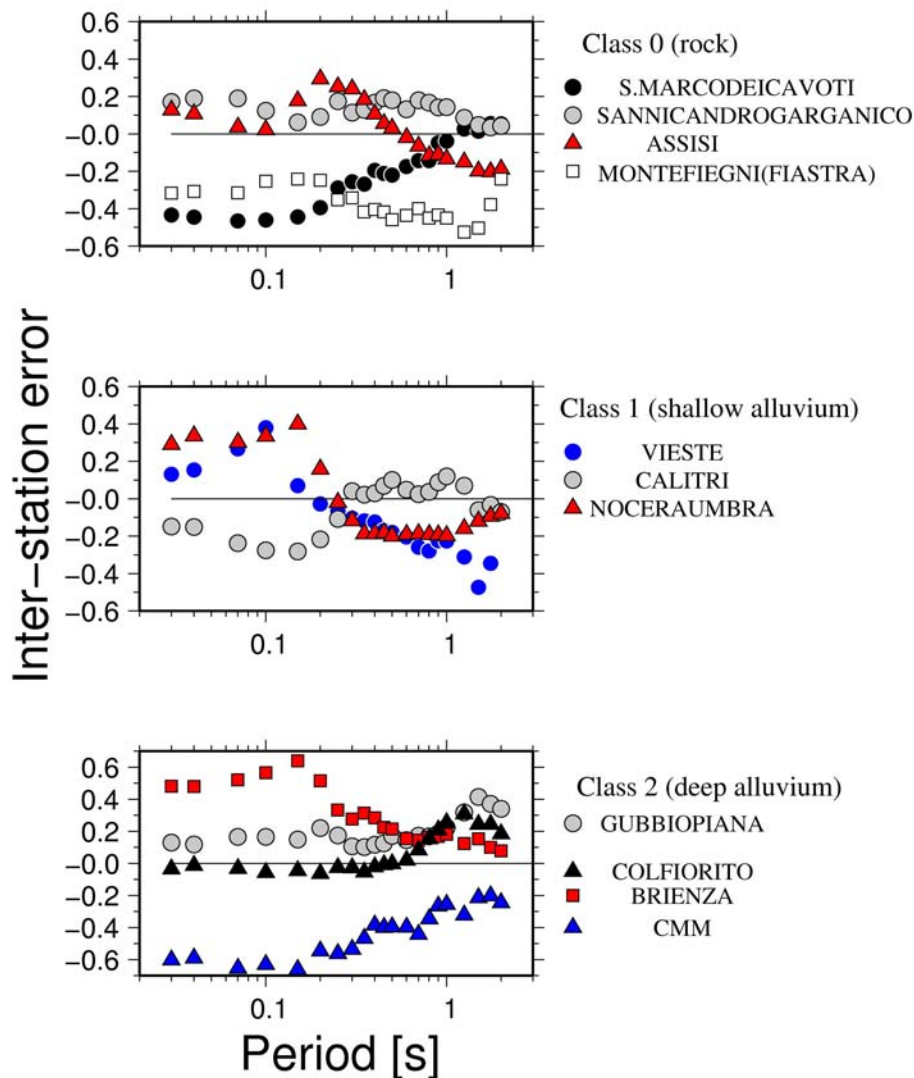 Inter-station error
0.6
0.4
0.2
-0.0
-0.2
-0.4
-0.6
0.1
1
Class 0 (rock)
S.MARCODEICAVOTI
SANNICANDROGARGANICO
ASSISI
MONTEFIEGNI(FIASTRA)
0.6
0.4
0.2
-0.0
-0.2
-0.4
-0.6
0.1
1
Class 1 (shallow alluvium)
VIESTE
CALITRI
NOCERAUMBRA
0.6
0.4
0.2
-0.0
-0.2
-0.4
-0.6
0.1
1
Class 2 (deep alluvium)
GUBBIOPIANA
COLFIORITO
BRIENZA
CMM
Period [s]